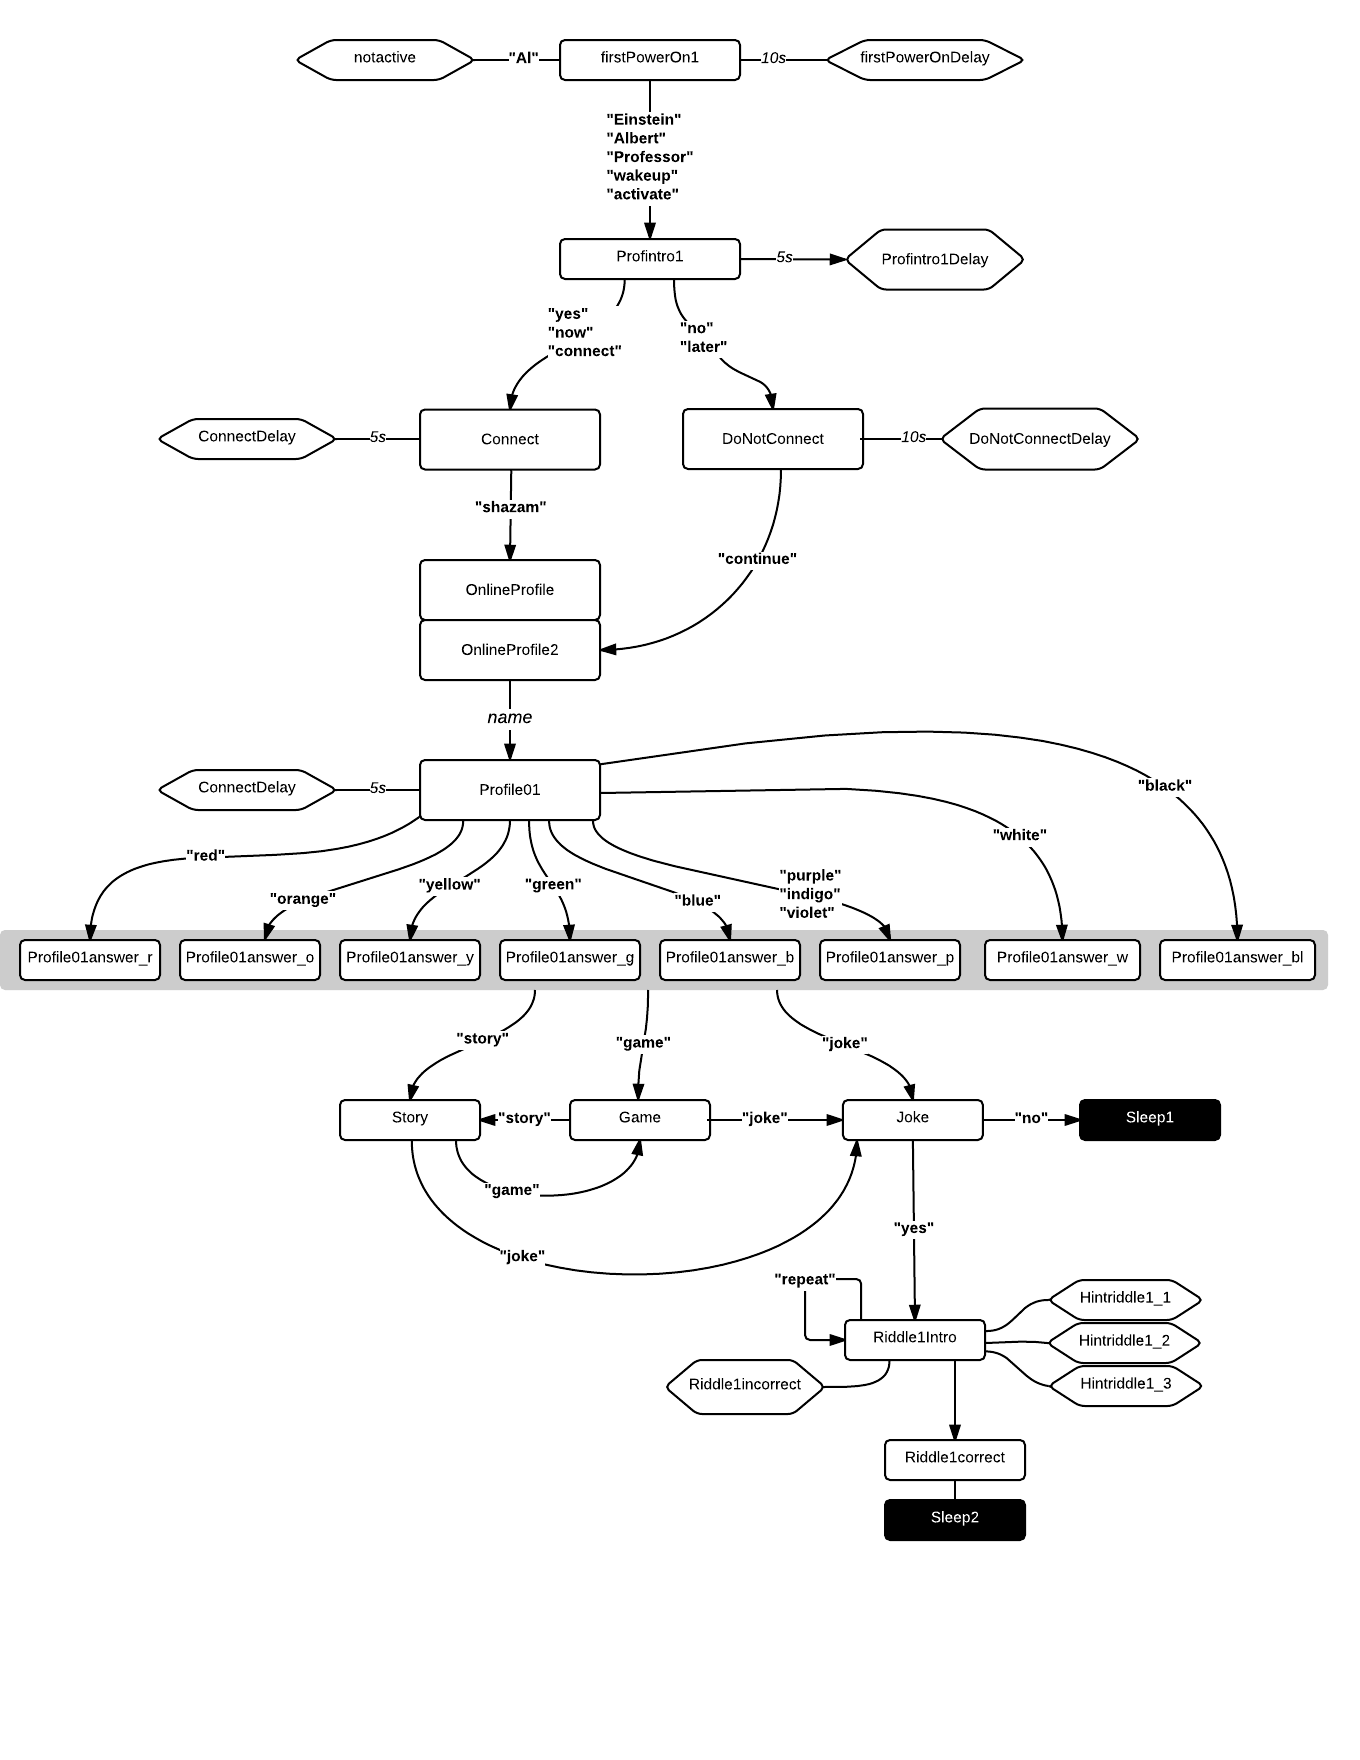 notactive
"Al"
firstPowerOn1
10s
firstPowerOnDelay
"Einstein"
"Albert"
"Professor"
"wakeup"
"activate"
Profintro1
5s
Profintro1Delay
"yes"
"now"
"connect"
"no"
"later"
ConnectDelay
5s
Connect
DoNotConnect
10s
DoNotConnectDelay
"shazam"
"continue"
OnlineProfile
OnlineProfile2
name
ConnectDelay
5s
Profile01
"black"
"white"
"red"
"orange"
"yellow"
"green"
"blue"
"purple"
"indigo"
"violet"
Profile01answer_r
Profile01answer_o
Profile01answer_y
Profile01answer_g
Profile01answer_b
Profile01answer_p
Profile01answer_w
Profile01answer_bl
"story"
"game"
"joke"
Story
"story"
Game
"joke"
Joke
"no"
Sleep1
"game"
"joke"
"yes"
"repeat"
Riddle1Intro
Hintriddle1_1
Hintriddle1_2
Hintriddle1_3
Riddle1incorrect
Riddle1correct
Sleep2